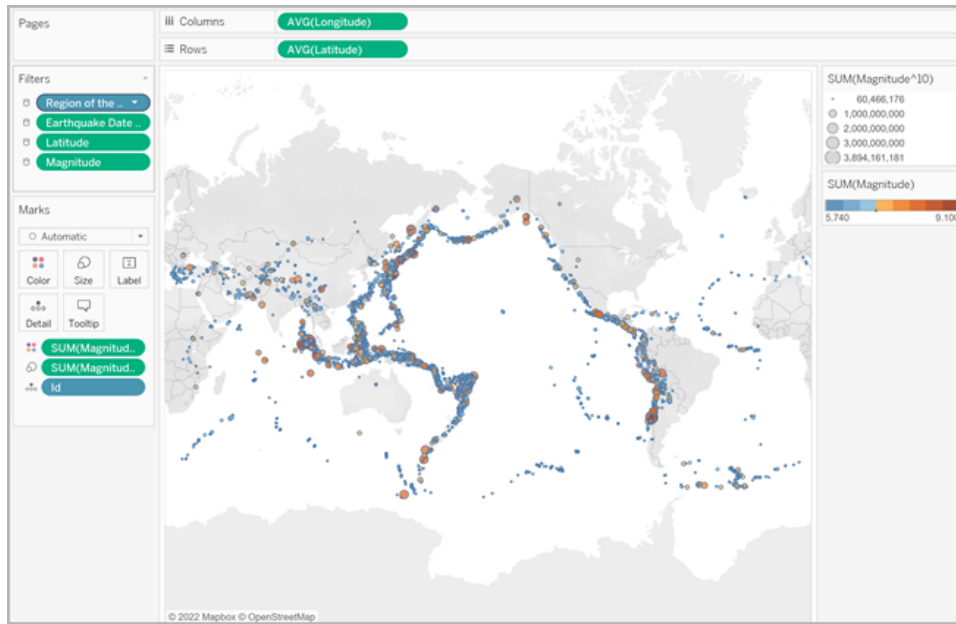 Pages
Columns
AVG(Longitude)
Rows
AVG(Latitude)
Filters
Region of the ..
Earthquake Date ..
Latitude
Magnitude
Marks
Automatic
Color
Size
Label
Detail
Tooltip
SUM(Magnitud..
SUM(Magnitud..
Id
SUM(Magnitude^10)
60,466,176
1,000,000,000
2,000,000,000
3,000,000,000
3,894,161,181
SUM(Magnitude)
5.740 9.100
© 2022 Mapbox © OpenStreetMap